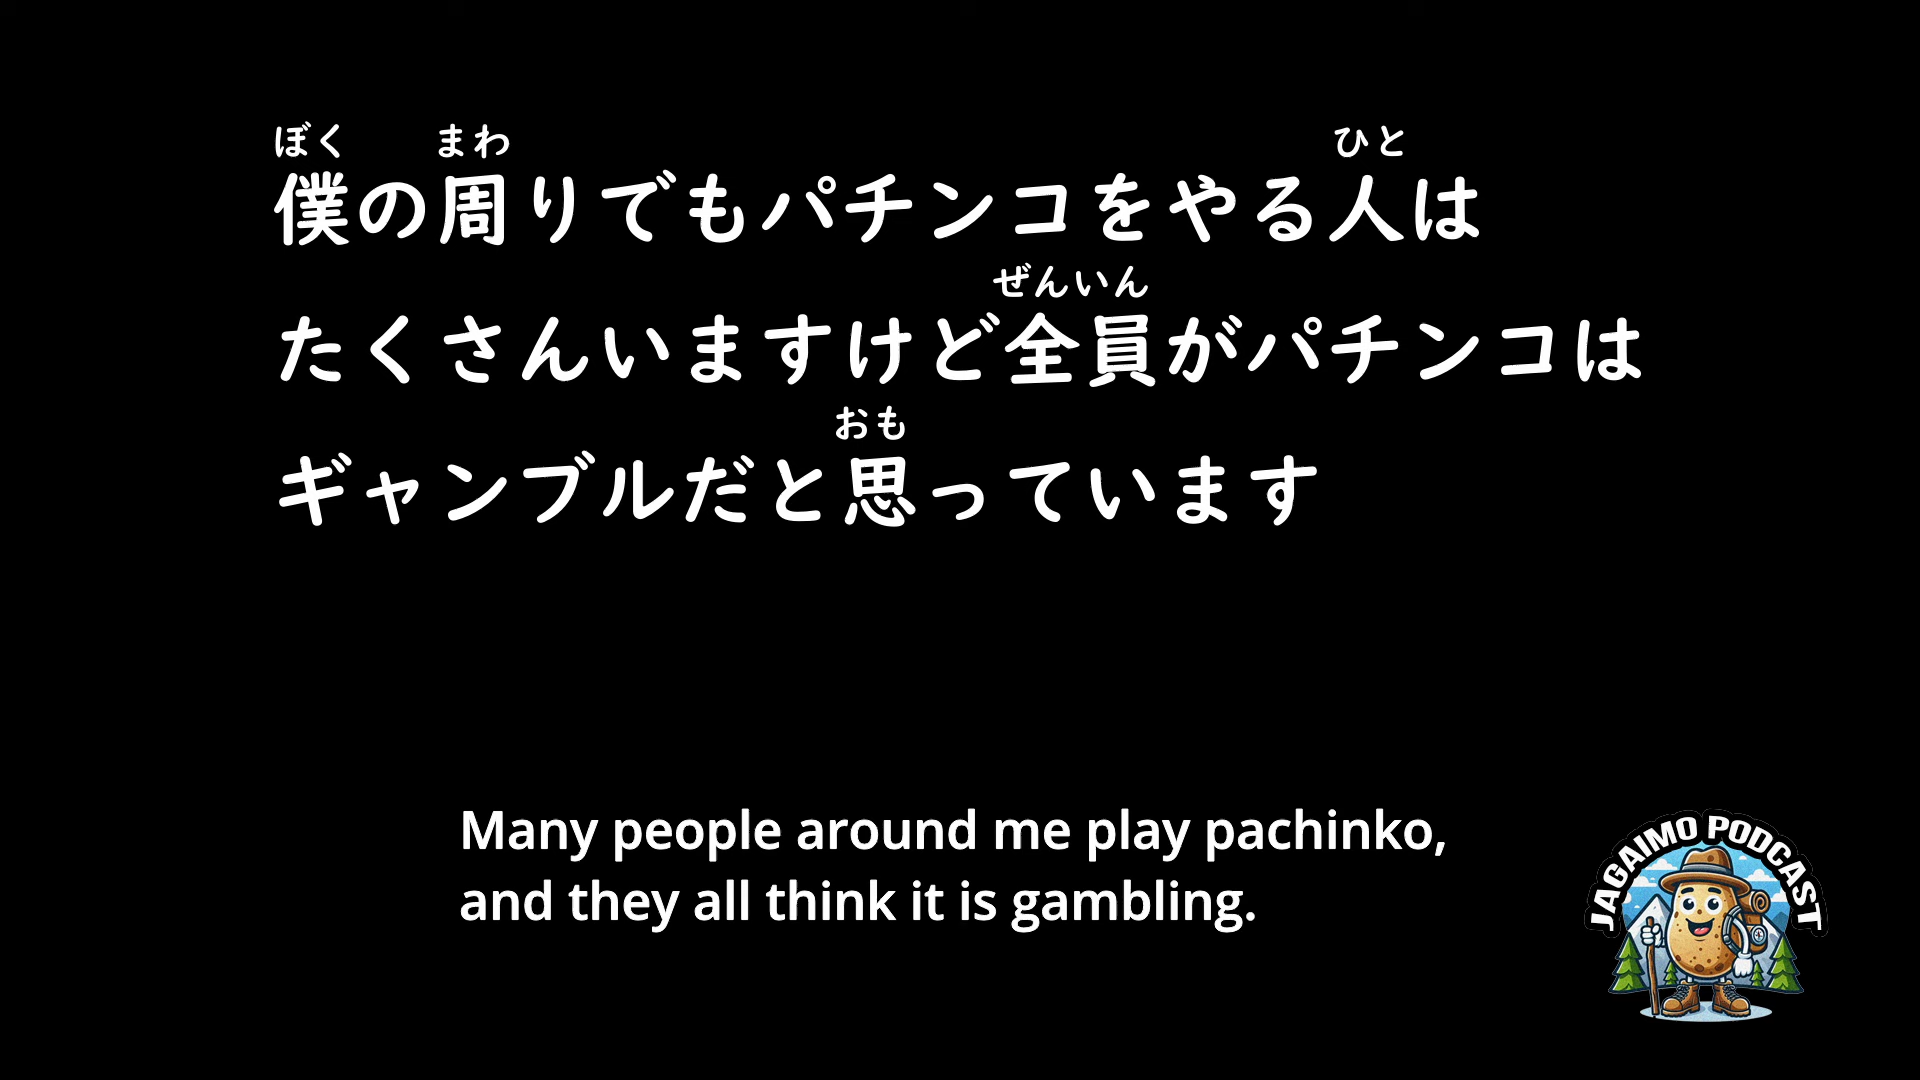 ぼく まわ ひと
僕の周りでもパチンコをやる人は
ぜんいん
たくさんいますけど全員がパチンコは
おも
ギャンブルだと思っています
Many people around me play pachinko,
and they all think it is gambling.
JAGAIMO PODCAST